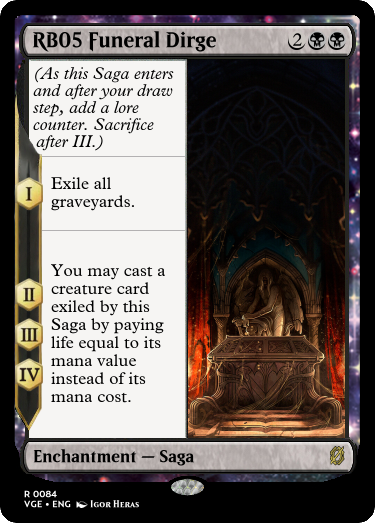 RB05 Funeral Dirge
2
(As this Saga enters
and after your draw
step, add a lore
counter. Sacrifice
after III.)
I
Exile all
graveyards.
II
III
IV
You may cast a
creature card
exiled by this
Saga by paying
life equal to its
mana value
instead of its
mana cost.
Enchantment — Saga
R 0084
VGE • ENG Igor Heras